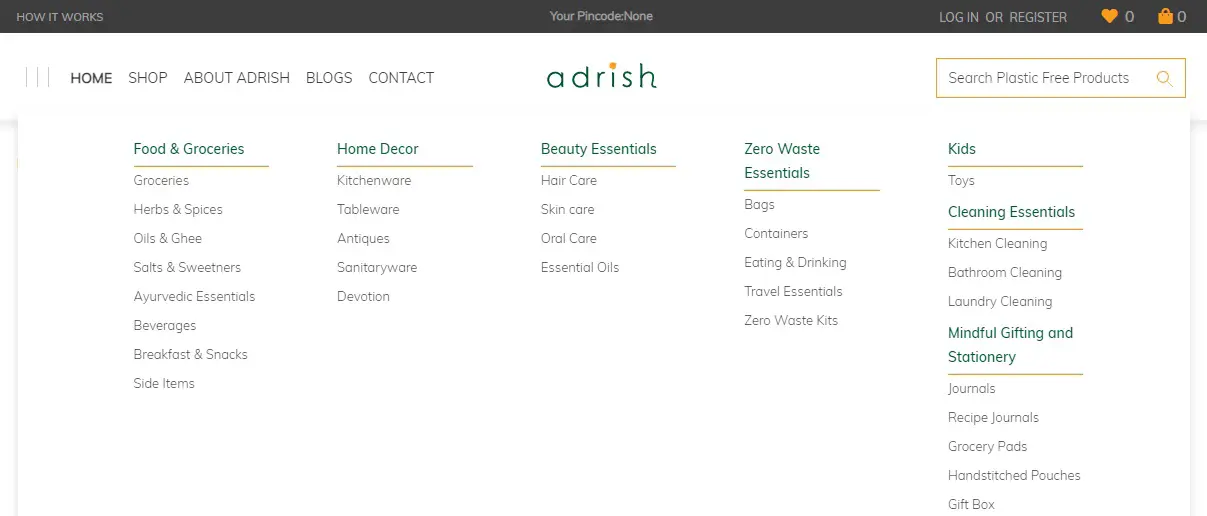 HOW IT WORKS
Your Pincode:None
LOG IN OR REGISTER
0
0
HOME
SHOP
ABOUT ADRISH
BLOGS
CONTACT
adrish
Search Plastic Free Products
Food & Groceries
Groceries
Herbs & Spices
Oils & Ghee
Salts & Sweetners
Ayurvedic Essentials
Beverages
Breakfast & Snacks
Side Items
Home Decor
Kitchenware
Tableware
Antiques
Sanitaryware
Devotion
Beauty Essentials
Hair Care
Skin care
Oral Care
Essential Oils
Zero Waste
Essentials
Bags
Containers
Eating & Drinking
Travel Essentials
Zero Waste Kits
Kids
Toys
Cleaning Essentials
Kitchen Cleaning
Bathroom Cleaning
Laundry Cleaning
Mindful Gifting and
Stationery
Journals
Recipe Journals
Grocery Pads
Handstitched Pouches
Gift Box